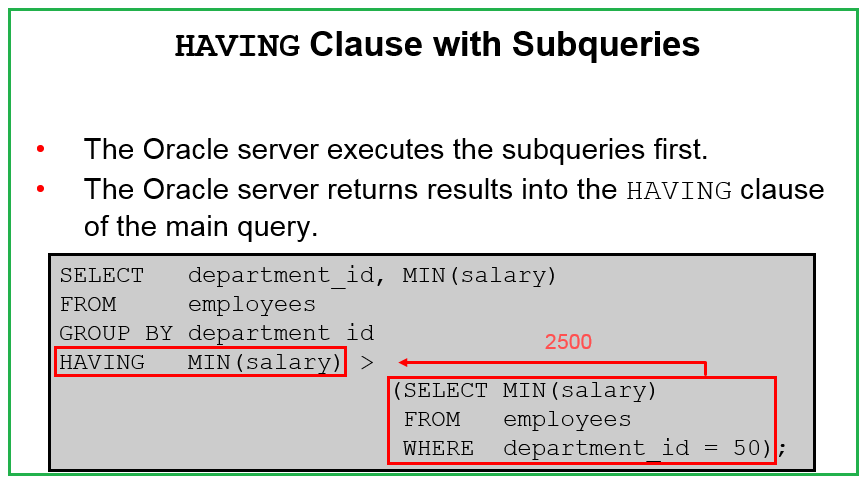 HAVING Clause with Subqueries
• The Oracle server executes the subqueries first.
• The Oracle server returns results into the HAVING clause
of the main query.
SELECT department_id, MIN(salary)
FROM employees
GROUP BY department_id
2500
HAVING MIN(salary) >
(SELECT MIN(salary)
FROM employees
WHERE department_id = 50);